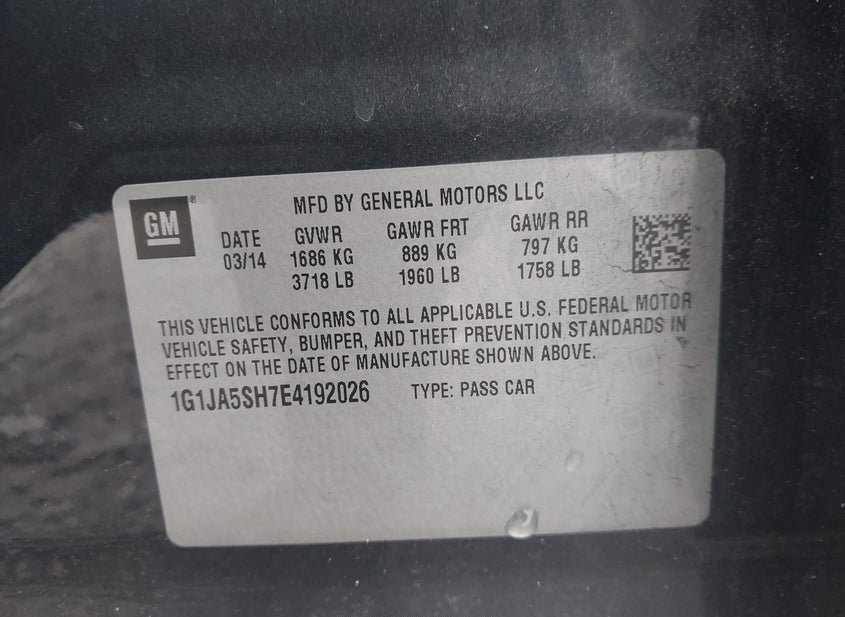 MFD BY GENERAL MOTORS LLC
GM ®
DATE GVWR GAWR FRT GAWR RR
03/14 1686 KG 889 KG 797 KG
3718 LB 1960 LB 1758 LB
THIS VEHICLE CONFORMS TO ALL APPLICABLE U.S. FEDERAL MOTOR
VEHICLE SAFETY, BUMPER, AND THEFT PREVENTION STANDARDS IN
EFFECT ON THE DATE OF MANUFACTURE SHOWN ABOVE.
1G1JA5SH7E4192026 TYPE: PASS CAR